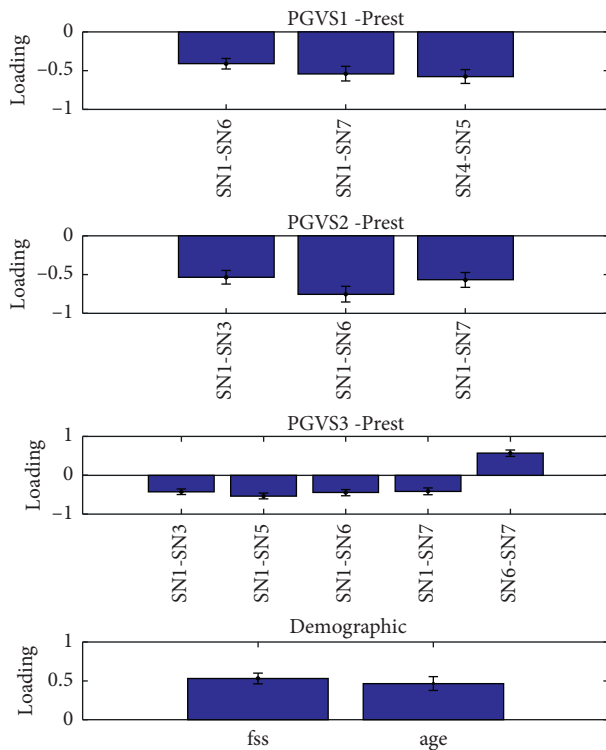 PGVS1 -Prest
Loading
0
−0.5
−1
SN1-SN6
SN1-SN7
SN4-SN5
PGVS2 -Prest
Loading
0
−0.5
−1
SN1-SN3
SN1-SN6
SN1-SN7
PGVS3 -Prest
Loading
1
0
−1
SN1-SN3
SN1-SN5
SN1-SN6
SN1-SN7
SN6-SN7
Demographic
Loading
1
0.5
0
fss
age